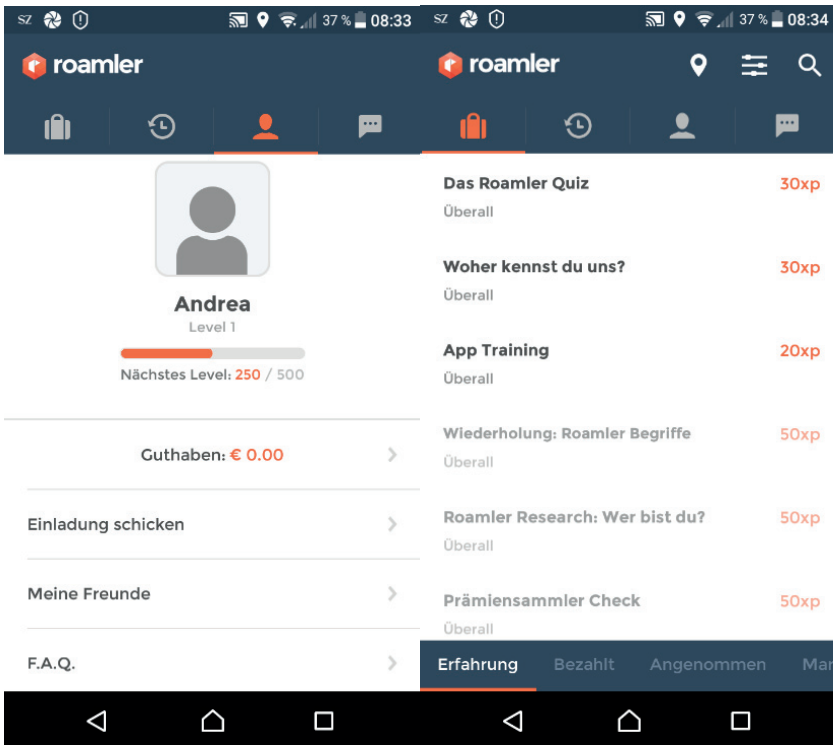 SZ 37 % 08:33
roamler
Andrea
Level 1
Nächstes Level: 250 / 500
Guthaben: € 0.00
Einladung schicken
Meine Freunde
F.A.Q.
SZ 37 % 08:34
roamler
Das Roamler Quiz 30xp
Überall
Woher kennst du uns? 30xp
Überall
App Training 20xp
Überall
Wiederholung: Roamler Begriffe 50xp
Überall
Roamler Research: Wer bist du? 50xp
Überall
Prämiensammler Check 50xp
Überall
Erfahrung Bezahlt Angenommen Mar